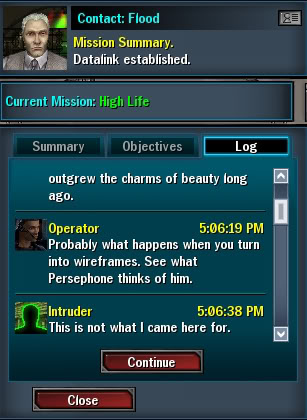 Contact: Flood
Mission Summary.
Datalink established.
Current Mission: High Life
Summary
Objectives
Log
outgrew the charms of beauty long
ago.
Operator 5:06:19 PM
Probably what happens when you turn
into wireframes. See what
Persephone thinks of him.
Intruder 5:06:38 PM
This is not what I came here for.
Continue
Close